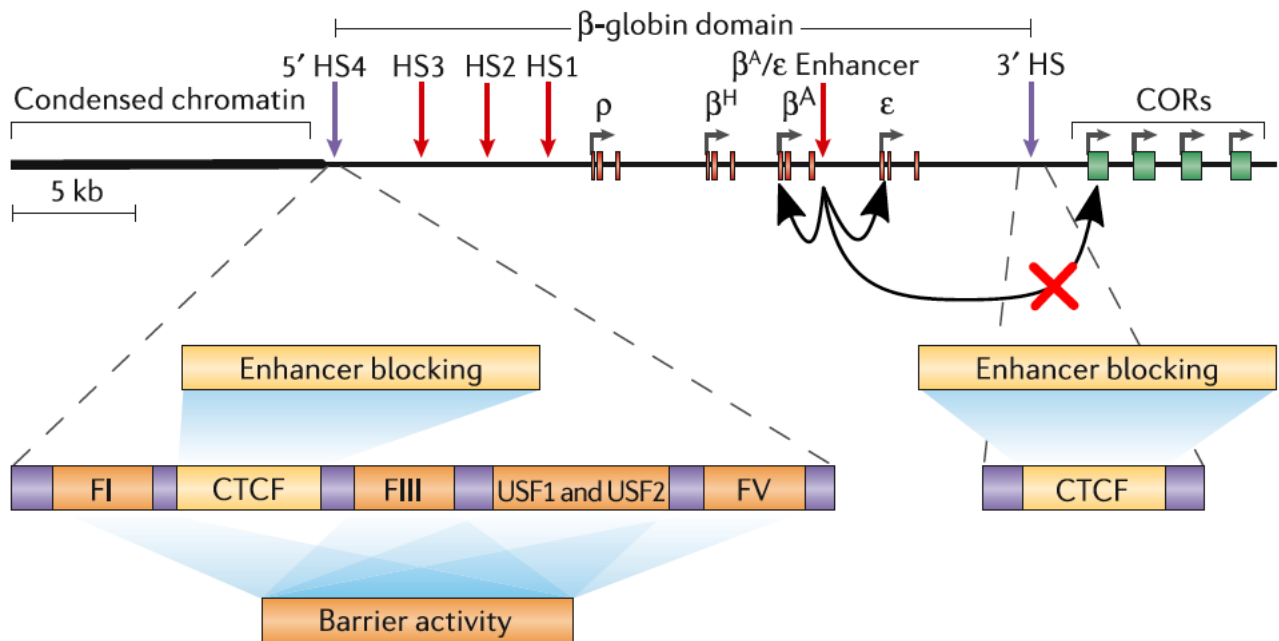 β-globin domain
5′ HS4 HS3 HS2 HS1 βᴬ/ε Enhancer 3′ HS
Condensed chromatin ρ βᴴ βᴬ ε CORs
5 kb
Enhancer blocking Enhancer blocking
FI CTCF FIII USF1 and USF2 FV CTCF
Barrier activity